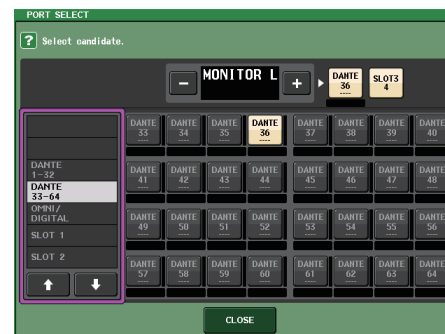 PORT SELECT
? Select candidate.
− MONITOR L + DANTE 36 ---- SLOT3 4
DANTE 1-32
DANTE 33-64
OMNI/ DIGITAL
SLOT 1
SLOT 2
DANTE 33 ---- DANTE 34 ---- DANTE 35 ---- DANTE 36 ---- DANTE 37 ---- DANTE 38 ---- DANTE 39 ---- DANTE 40 ----
DANTE 41 ---- DANTE 42 ---- DANTE 43 ---- DANTE 44 ---- DANTE 45 ---- DANTE 46 ---- DANTE 47 ---- DANTE 48 ----
DANTE 49 ---- DANTE 50 ---- DANTE 51 ---- DANTE 52 ---- DANTE 53 ---- DANTE 54 ---- DANTE 55 ---- DANTE 56 ----
DANTE 57 ---- DANTE 58 ---- DANTE 59 ---- DANTE 60 ---- DANTE 61 ---- DANTE 62 ---- DANTE 63 ---- DANTE 64 ----
CLOSE